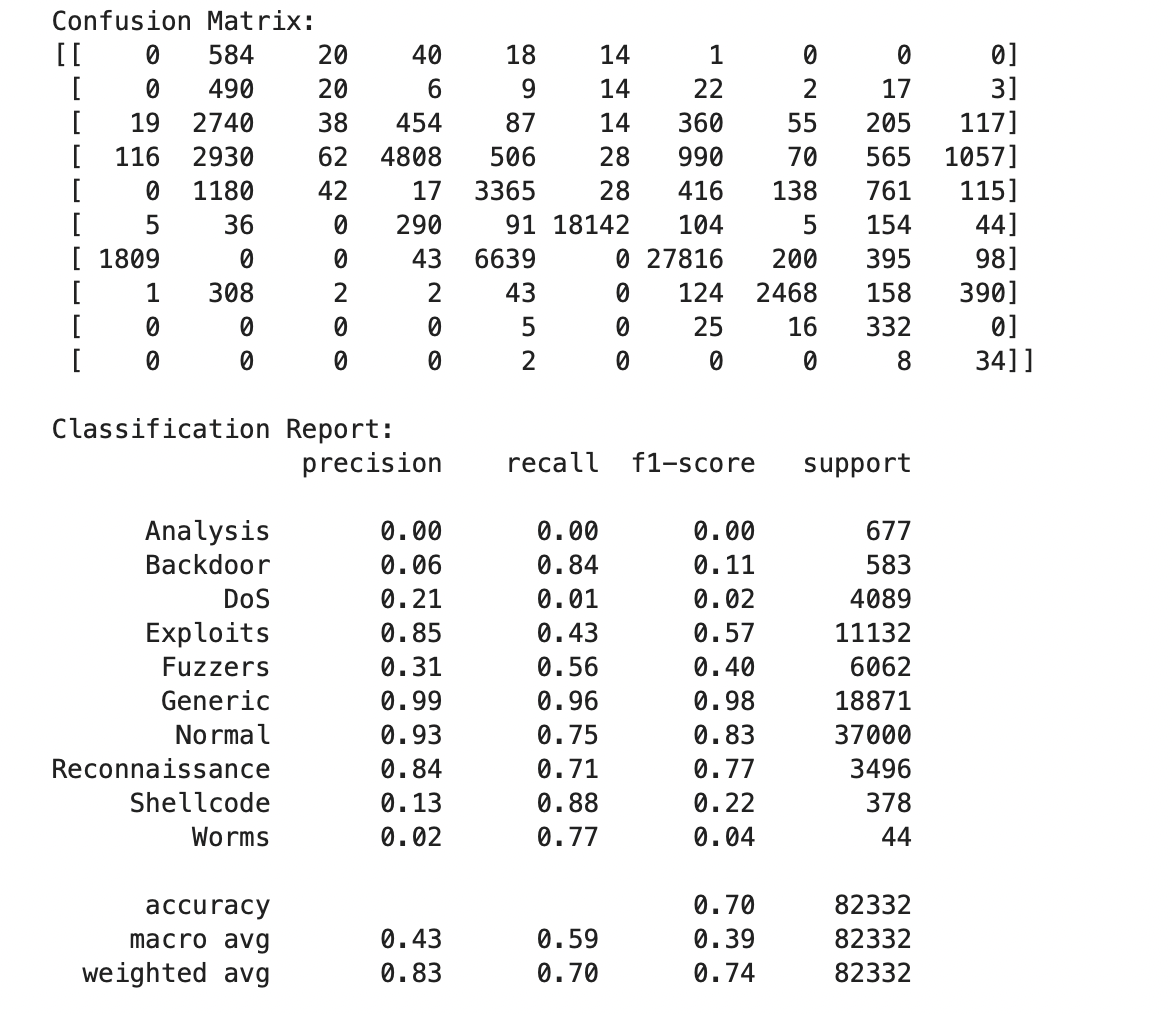 Confusion Matrix:
[[    0   584    20    40    18    14     1     0     0     0]
 [    0   490    20     6     9    14    22     2    17     3]
 [   19  2740    38   454    87    14   360    55   205   117]
 [  116  2930    62  4808   506    28   990    70   565  1057]
 [    0  1180    42    17  3365    28   416   138   761   115]
 [    5    36     0   290    91 18142   104     5   154    44]
 [ 1809     0     0    43  6639     0 27816   200   395    98]
 [    1   308     2     2    43     0   124  2468   158   390]
 [    0     0     0     0     5     0    25    16   332     0]
 [    0     0     0     0     2     0     0     0     8    34]]
Classification Report:
                precision    recall  f1-score   support
      Analysis       0.00      0.00      0.00       677
      Backdoor       0.06      0.84      0.11       583
           DoS       0.21      0.01      0.02      4089
      Exploits       0.85      0.43      0.57     11132
       Fuzzers       0.31      0.56      0.40      6062
       Generic       0.99      0.96      0.98     18871
        Normal       0.93      0.75      0.83     37000
Reconnaissance       0.84      0.71      0.77      3496
     Shellcode       0.13      0.88      0.22       378
         Worms       0.02      0.77      0.04        44
      accuracy                           0.70     82332
     macro avg       0.43      0.59      0.39     82332
  weighted avg       0.83      0.70      0.74     82332